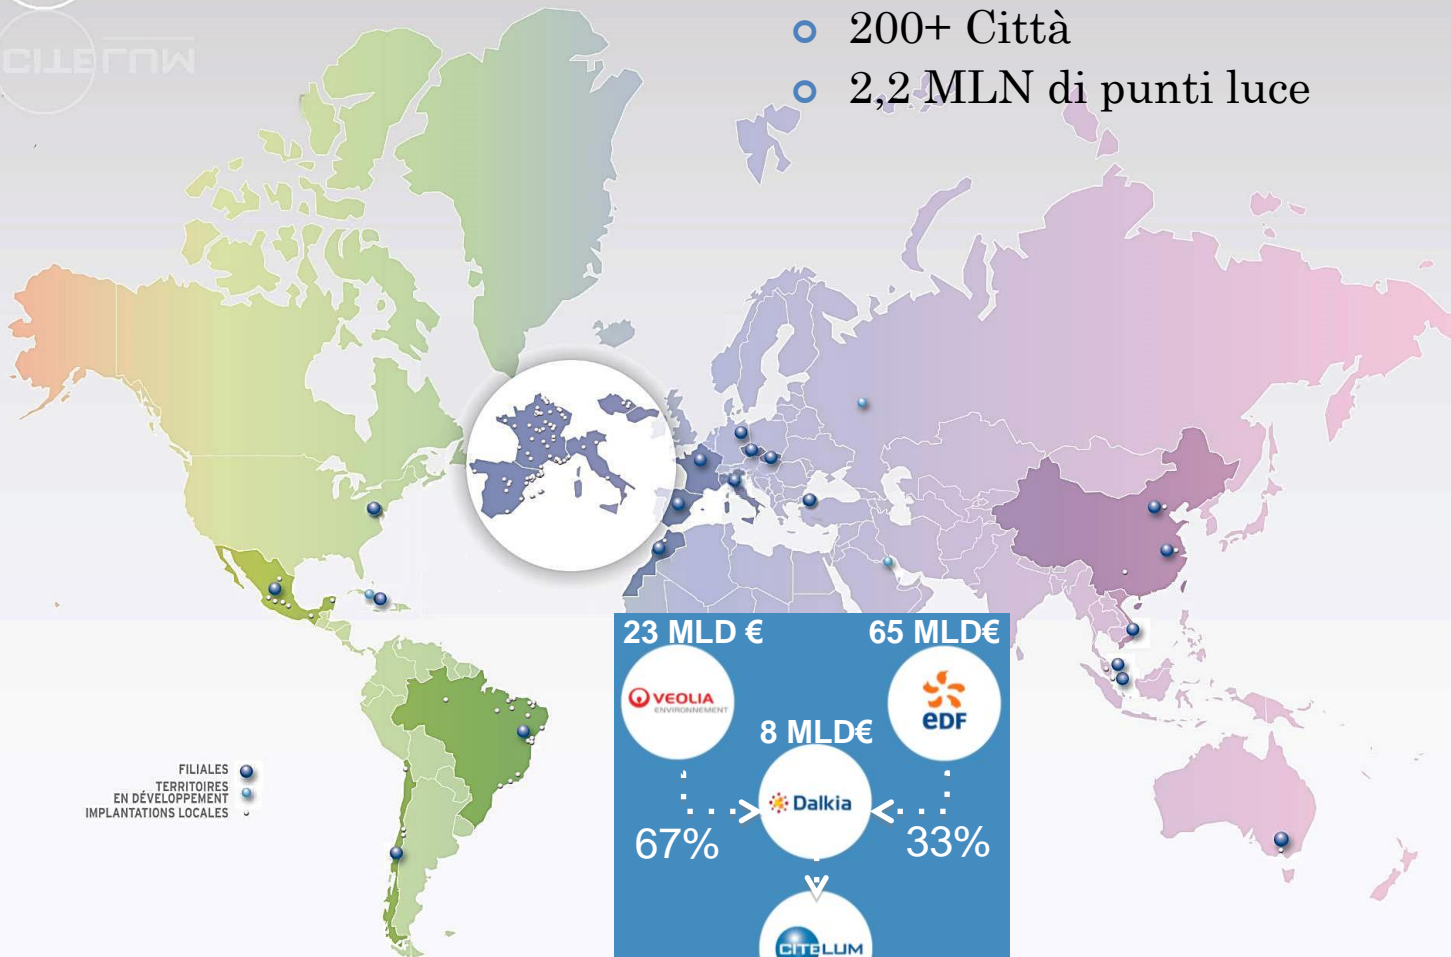 CITELUM
200+ Città
2,2 MLN di punti luce
FILIALES
TERRITOIRES
EN DÉVELOPPEMENT
IMPLANTATIONS LOCALES
23 MLD €
65 MLD€
VEOLIA
ENVIRONNEMENT
eDF
8 MLD€
Dalkia
67%
33%
CITELUM